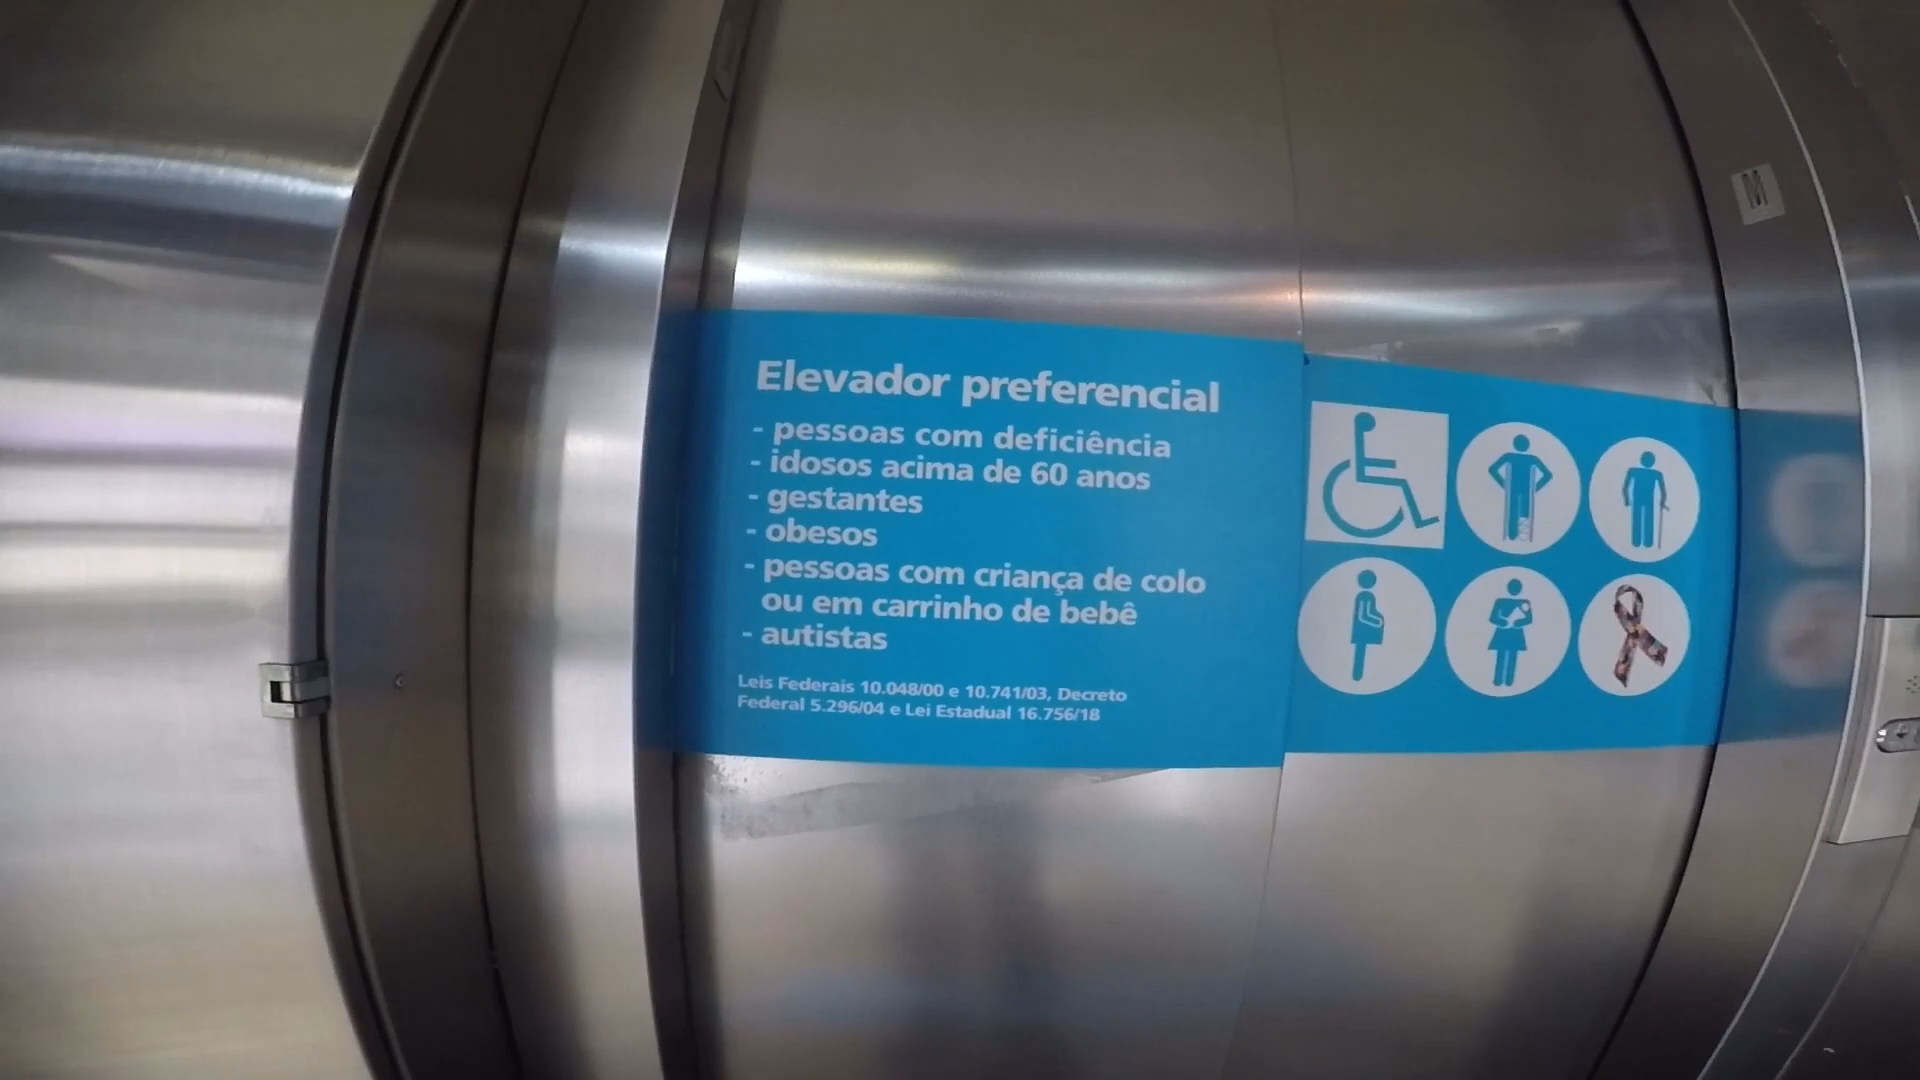 Elevador preferencial
- pessoas com deficiência
- idosos acima de 60 anos
- gestantes
- obesos
- pessoas com criança de colo
ou em carrinho de bebê
- autistas
Leis Federais 10.048/00 e 10.741/03, Decreto
Federal 5.296/04 e Lei Estadual 16.756/18
M